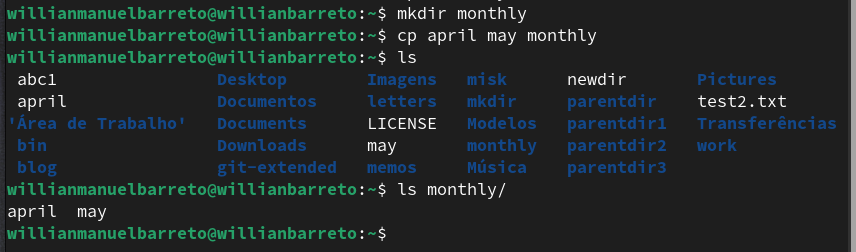 willianmanuelbarreto@willianbarreto:~$ mkdir monthly
willianmanuelbarreto@willianbarreto:~$ cp april may monthly
willianmanuelbarreto@willianbarreto:~$ ls
abc1 Desktop Imagens misk newdir Pictures
april Documentos letters mkdir parentdir test2.txt
'Área de Trabalho' Documents LICENSE Modelos parentdir1 Transferências
bin Downloads may monthly parentdir2 work
blog git-extended memos Música parentdir3
willianmanuelbarreto@willianbarreto:~$ ls monthly/
april may
willianmanuelbarreto@willianbarreto:~$